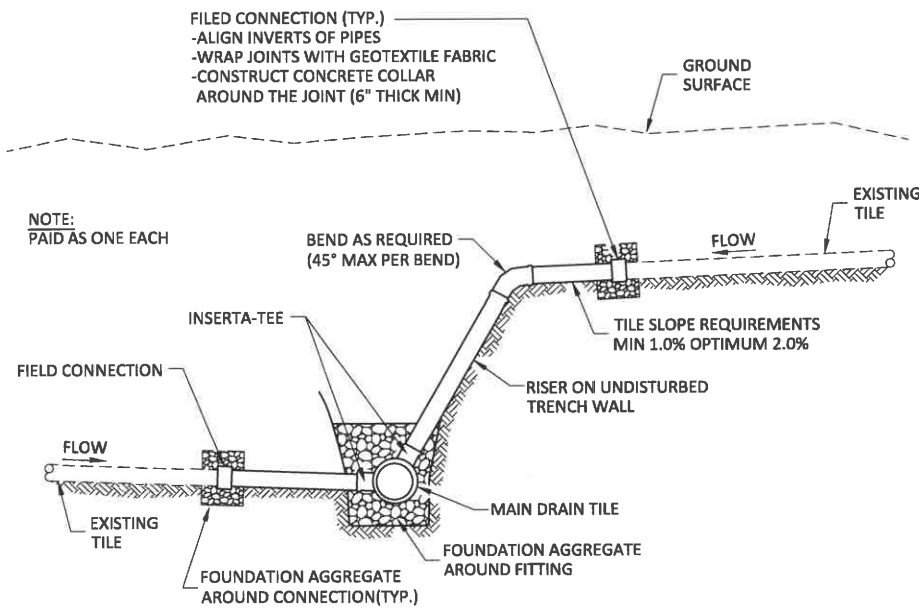 FILED CONNECTION (TYP.)
-ALIGN INVERTS OF PIPES
-WRAP JOINTS WITH GEOTEXTILE FABRIC
-CONSTRUCT CONCRETE COLLAR
AROUND THE JOINT (6" THICK MIN)
GROUND
SURFACE
NOTE:
PAID AS ONE EACH
BEND AS REQUIRED
(45° MAX PER BEND)
EXISTING
TILE
FLOW
INSERTA-TEE
TILE SLOPE REQUIREMENTS
MIN 1.0% OPTIMUM 2.0%
FIELD CONNECTION
RISER ON UNDISTURBED
TRENCH WALL
FLOW
MAIN DRAIN TILE
EXISTING
TILE
FOUNDATION AGGREGATE
AROUND FITTING
FOUNDATION AGGREGATE
AROUND CONNECTION(TYP.)